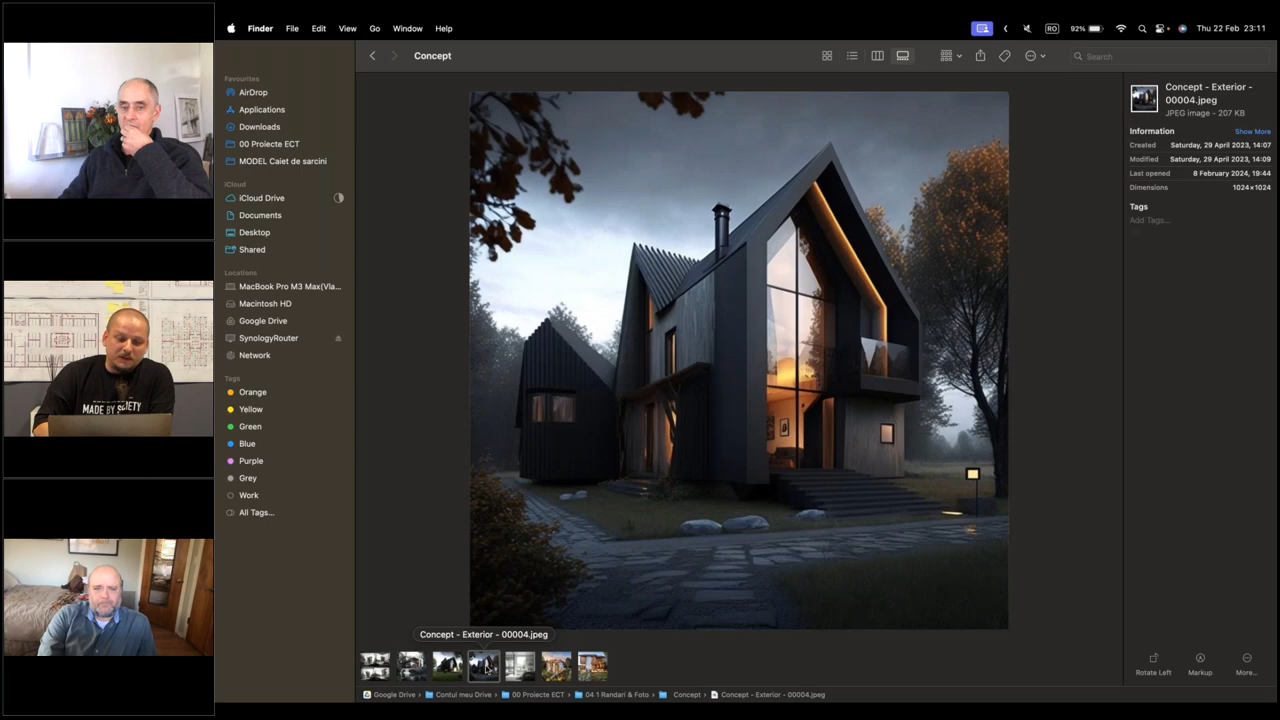 Finder File Edit View Go Window Help
RO 92% Thu 22 Feb 23:11
Concept
Search
Favourites
AirDrop
Applications
Downloads
00 Proiecte ECT
MODEL Caiet de sarcini
iCloud
iCloud Drive
Documents
Desktop
Shared
Locations
MacBook Pro M3 Max(Vla...
Macintosh HD
Google Drive
SynologyRouter
Network
Tags
Orange
Yellow
Green
Blue
Purple
Grey
Work
All Tags...
MADE BY
Concept - Exterior - 00004.jpeg
Concept - Exterior -
00004.jpeg
JPEG image - 207 KB
Information Show More
Created Saturday, 29 April 2023, 14:07
Modified Saturday, 29 April 2023, 14:09
Last opened 8 February 2024, 19:44
Dimensions 1024×1024
Tags
Add Tags...
Rotate Left Markup More...
Google Drive › Contul meu Drive › 00 Proiecte ECT › 04 1 Randari & Foto › Concept › Concept - Exterior - 00004.jpeg